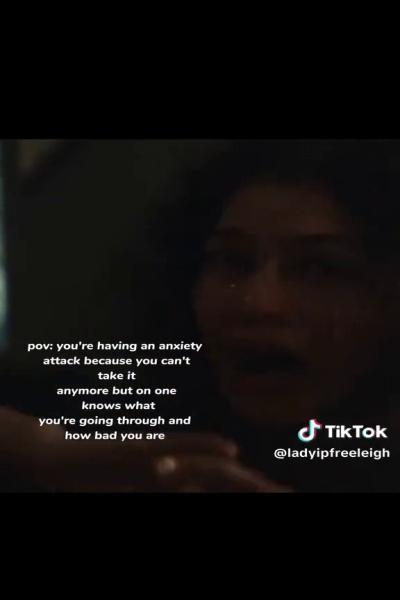 pov: you're having an anxiety
attack because you can't
take it
anymore but on one
knows what
you're going through and
how bad you are
TikTok
@ladyipfreeleigh